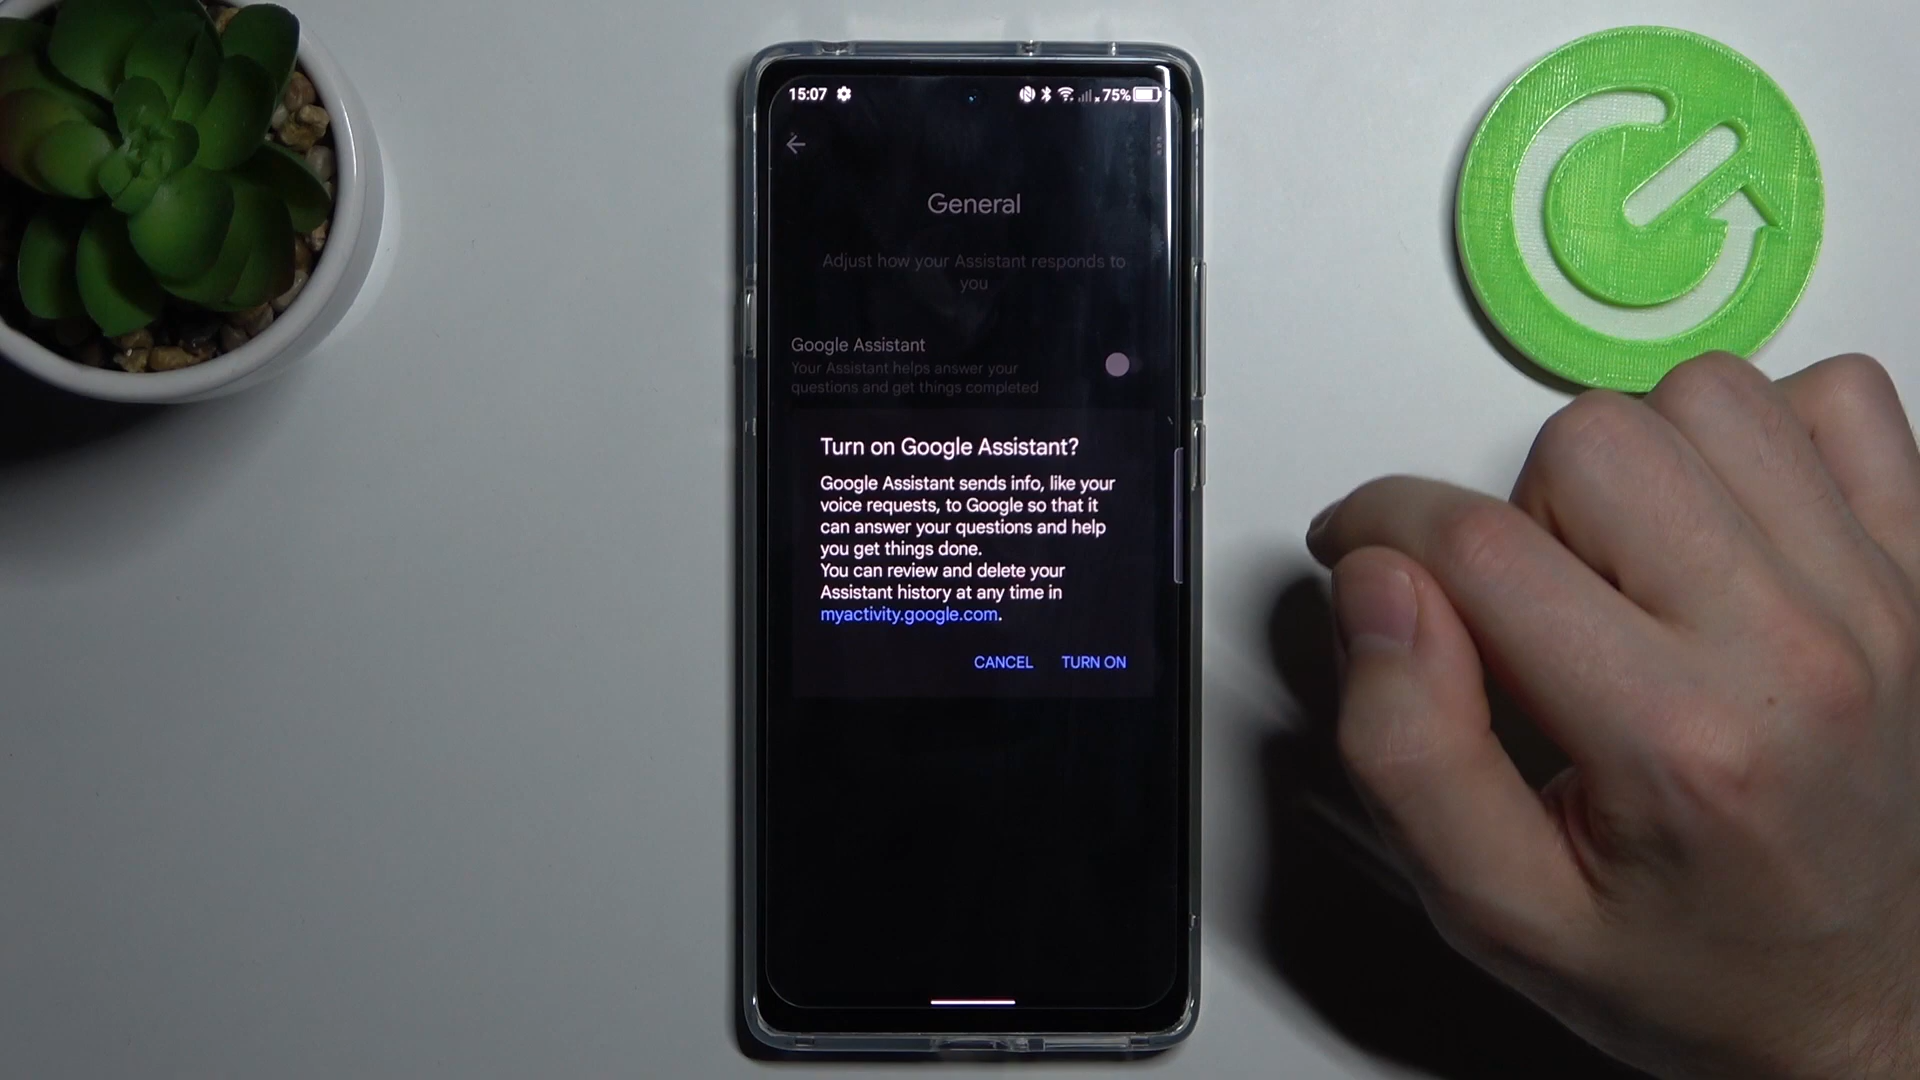 15:07
75%
General
Adjust how your Assistant responds to
you
Google Assistant
Your Assistant helps answer your
questions and get things completed
Turn on Google Assistant?
Google Assistant sends info, like your
voice requests, to Google so that it
can answer your questions and help
you get things done.
You can review and delete your
Assistant history at any time in
myactivity.google.com.
CANCEL TURN ON